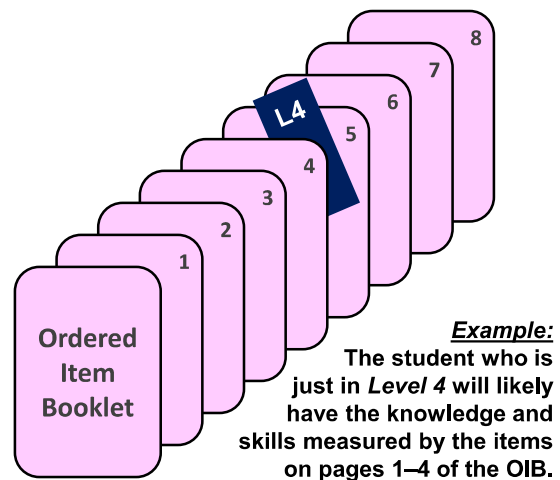 8
7
6
L4
5
4
3
2
1
Ordered
Item
Booklet
Example:
The student who is
just in Level 4 will likely
have the knowledge and
skills measured by the items
on pages 1–4 of the OIB.